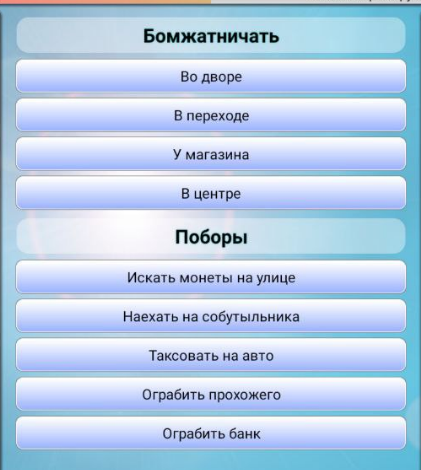 Бомжатничать
Во дворе
В переходе
У магазина
В центре
Поборы
Искать монеты на улице
Наехать на собутыльника
Таксовать на авто
Ограбить прохожего
Ограбить банк